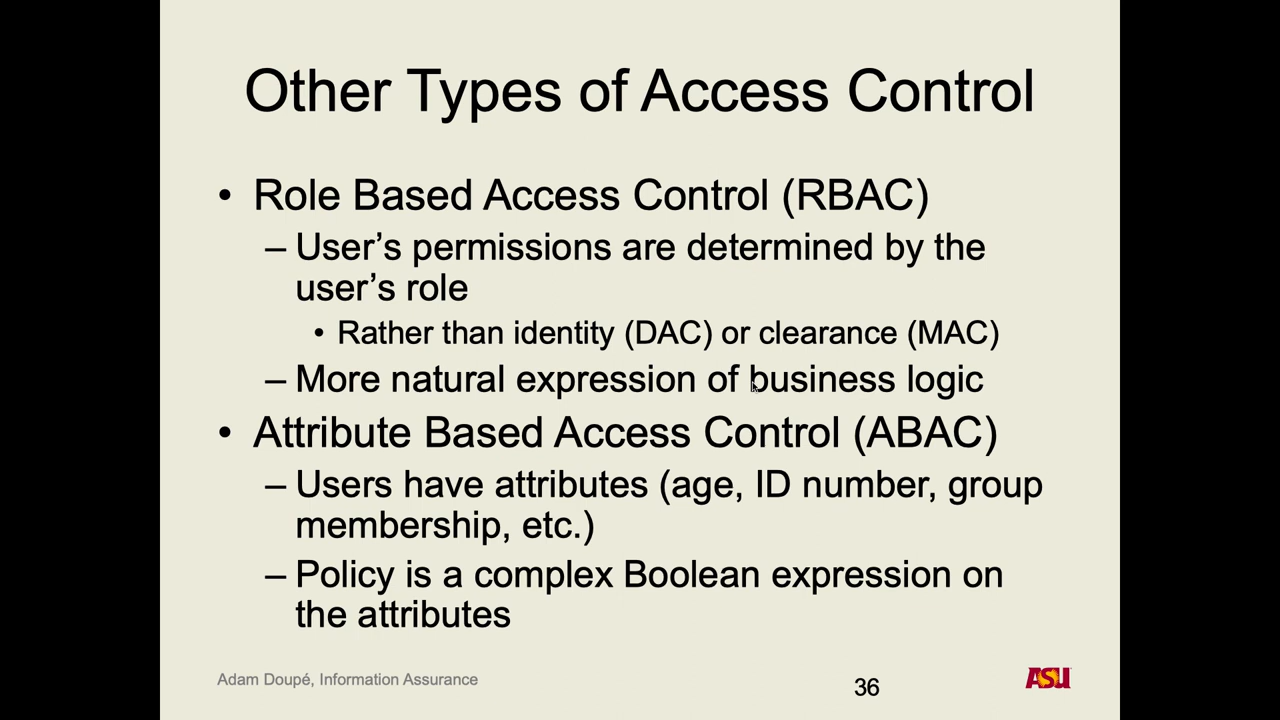 Other Types of Access Control
• Role Based Access Control (RBAC)
– User’s permissions are determined by the
user’s role
• Rather than identity (DAC) or clearance (MAC)
– More natural expression of business logic
• Attribute Based Access Control (ABAC)
– Users have attributes (age, ID number, group
membership, etc.)
– Policy is a complex Boolean expression on
the attributes
Adam Doupé, Information Assurance
36
ASU